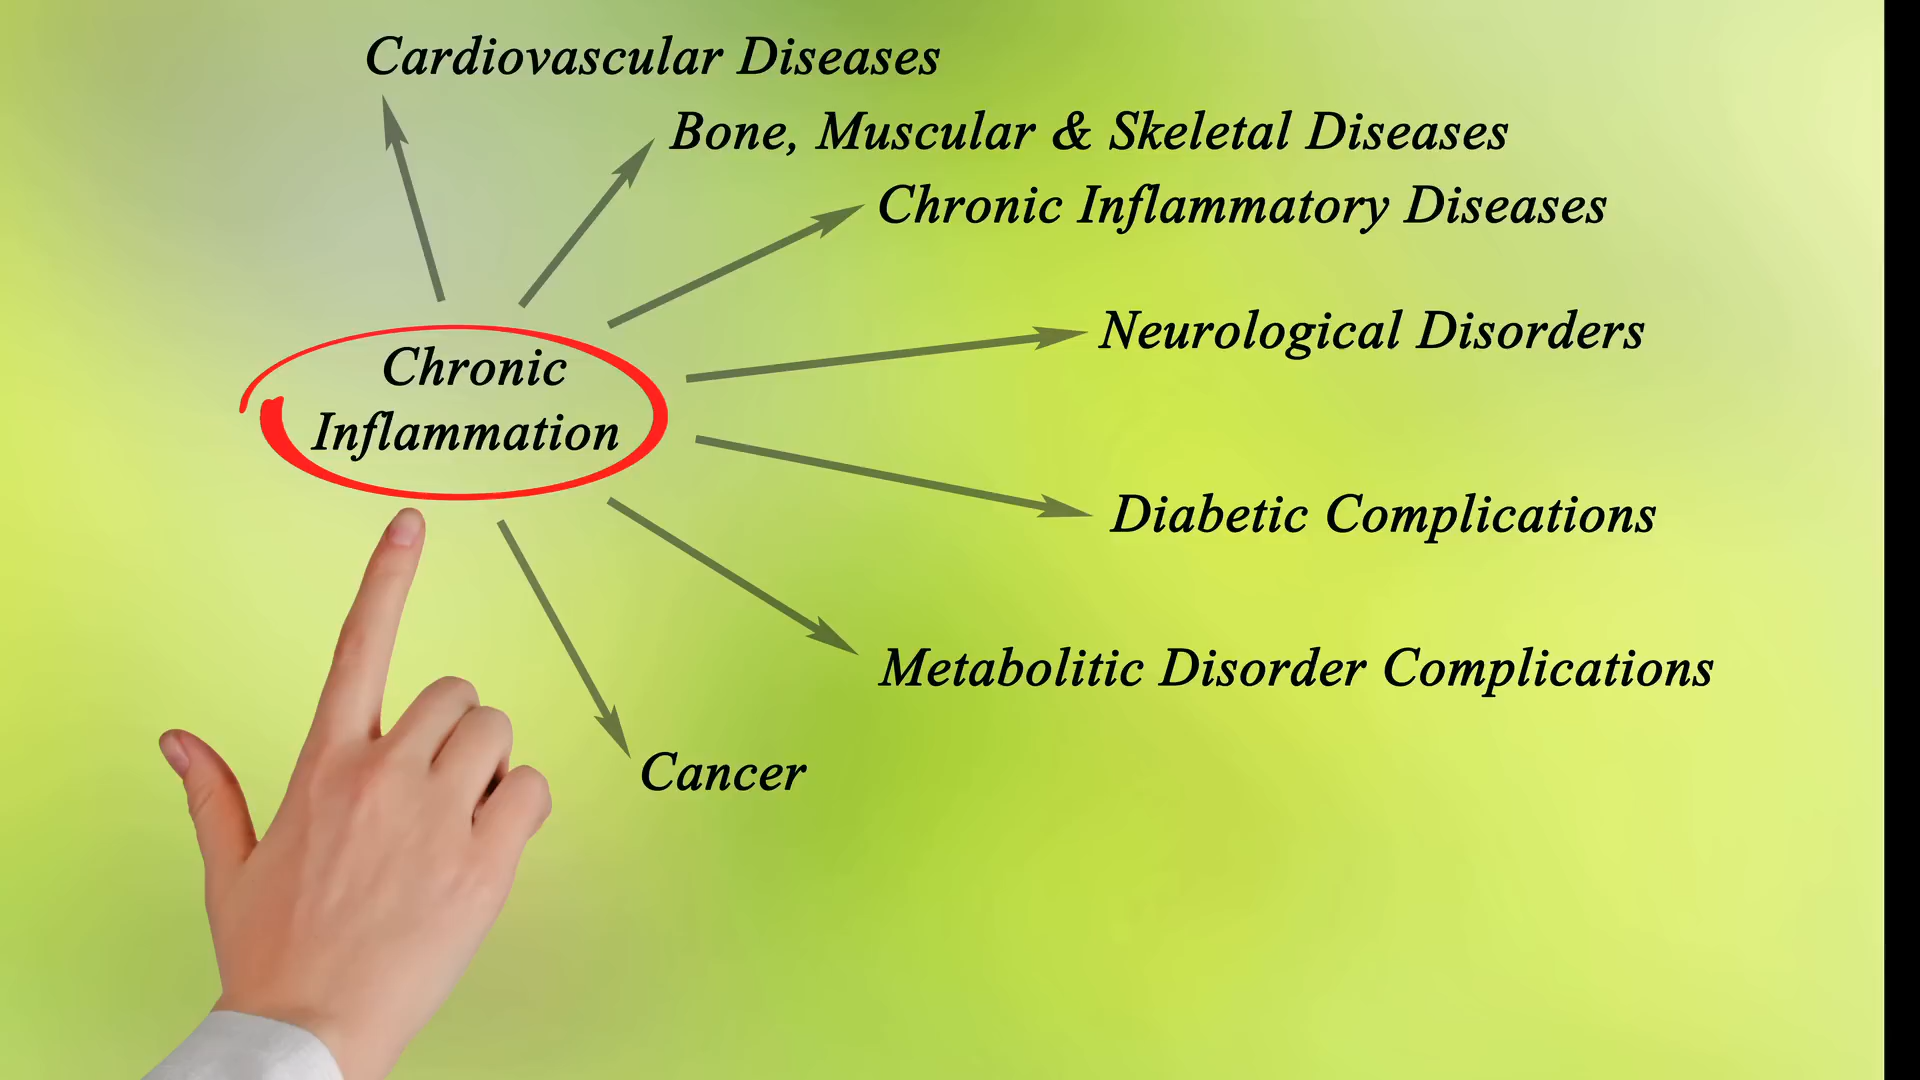 Cardiovascular Diseases
Bone, Muscular & Skeletal Diseases
Chronic Inflammatory Diseases
Neurological Disorders
Chronic
Inflammation
Diabetic Complications
Metabolitic Disorder Complications
Cancer